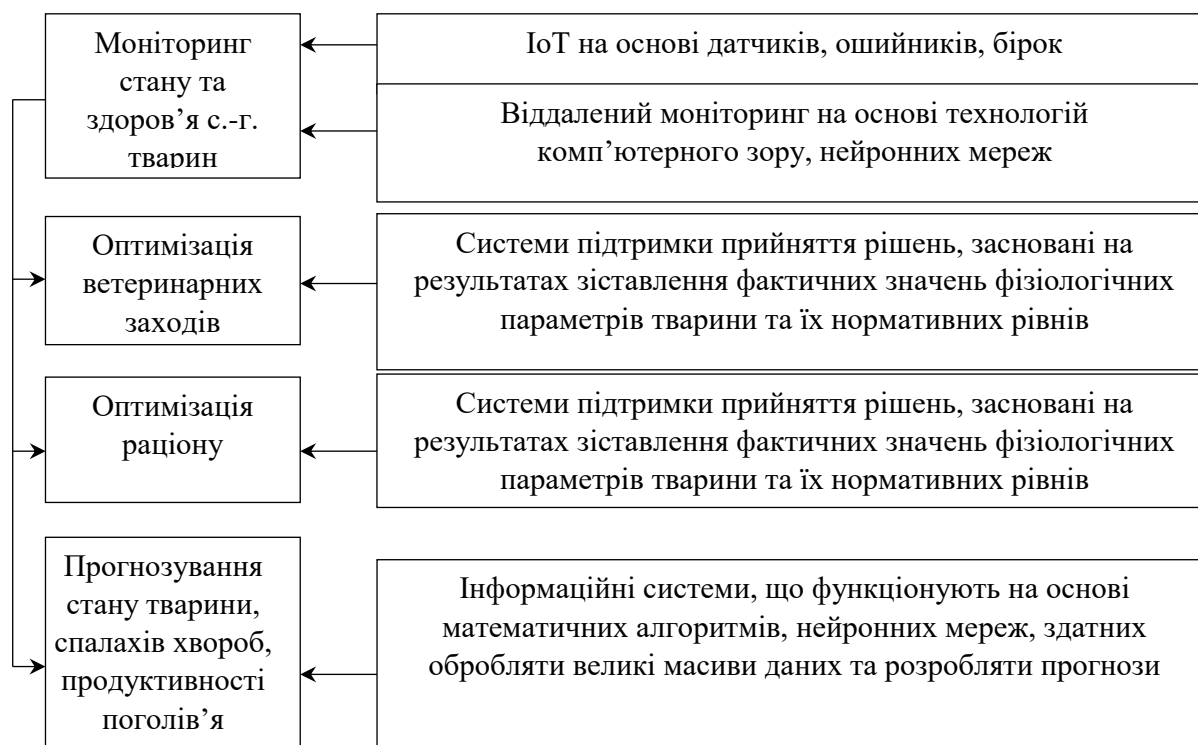 Моніторинг
стану та
здоров’я с.-г.
тварин
IoT на основі датчиків, ошийників, бірок
Віддалений моніторинг на основі технологій
комп’ютерного зору, нейронних мереж
Оптимізація
ветеринарних
заходів
Системи підтримки прийняття рішень, засновані на
результатах зіставлення фактичних значень фізіологічних
параметрів тварини та їх нормативних рівнів
Оптимізація
раціону
Системи підтримки прийняття рішень, засновані на
результатах зіставлення фактичних значень фізіологічних
параметрів тварини та їх нормативних рівнів
Прогнозування
стану тварини,
спалахів хвороб,
продуктивності
поголів’я
Інформаційні системи, що функціонують на основі
математичних алгоритмів, нейронних мереж, здатних
обробляти великі масиви даних та розробляти прогнози